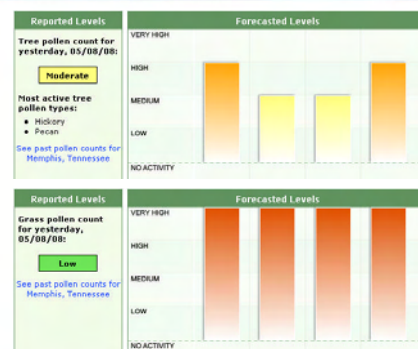 Reported Levels
Forecasted Levels
Tree pollen count for
yesterday, 05/08/08:
Moderate
Most active tree
pollen types:
Hickory
Pecan
See past pollen counts for
Memphis, Tennessee
VERY HIGH
HIGH
MEDIUM
LOW
NO ACTIVITY
Reported Levels
Forecasted Levels
Grass pollen count
for yesterday,
05/08/08:
Low
See past pollen counts for
Memphis, Tennessee
VERY HIGH
HIGH
MEDIUM
LOW
NO ACTIVITY